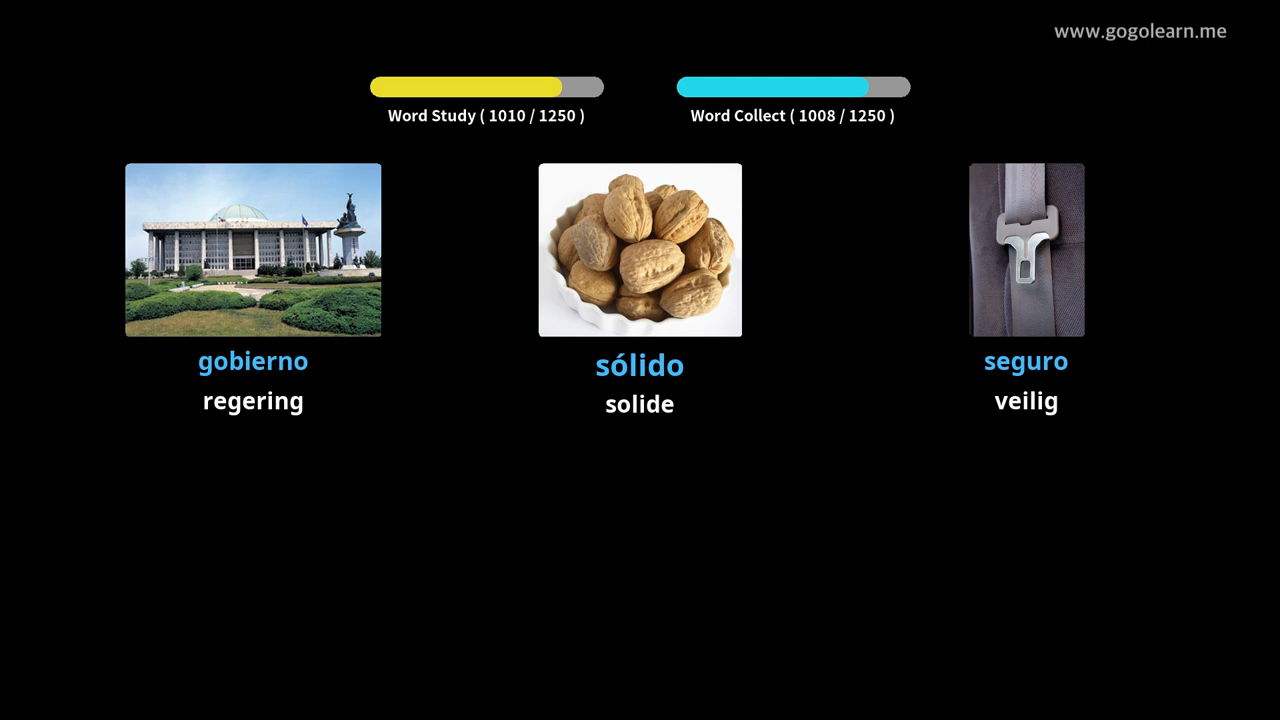 www.gogolearn.me
Word Study ( 1010 / 1250 )
Word Collect ( 1008 / 1250 )
gobierno
regering
sólido
solide
seguro
veilig